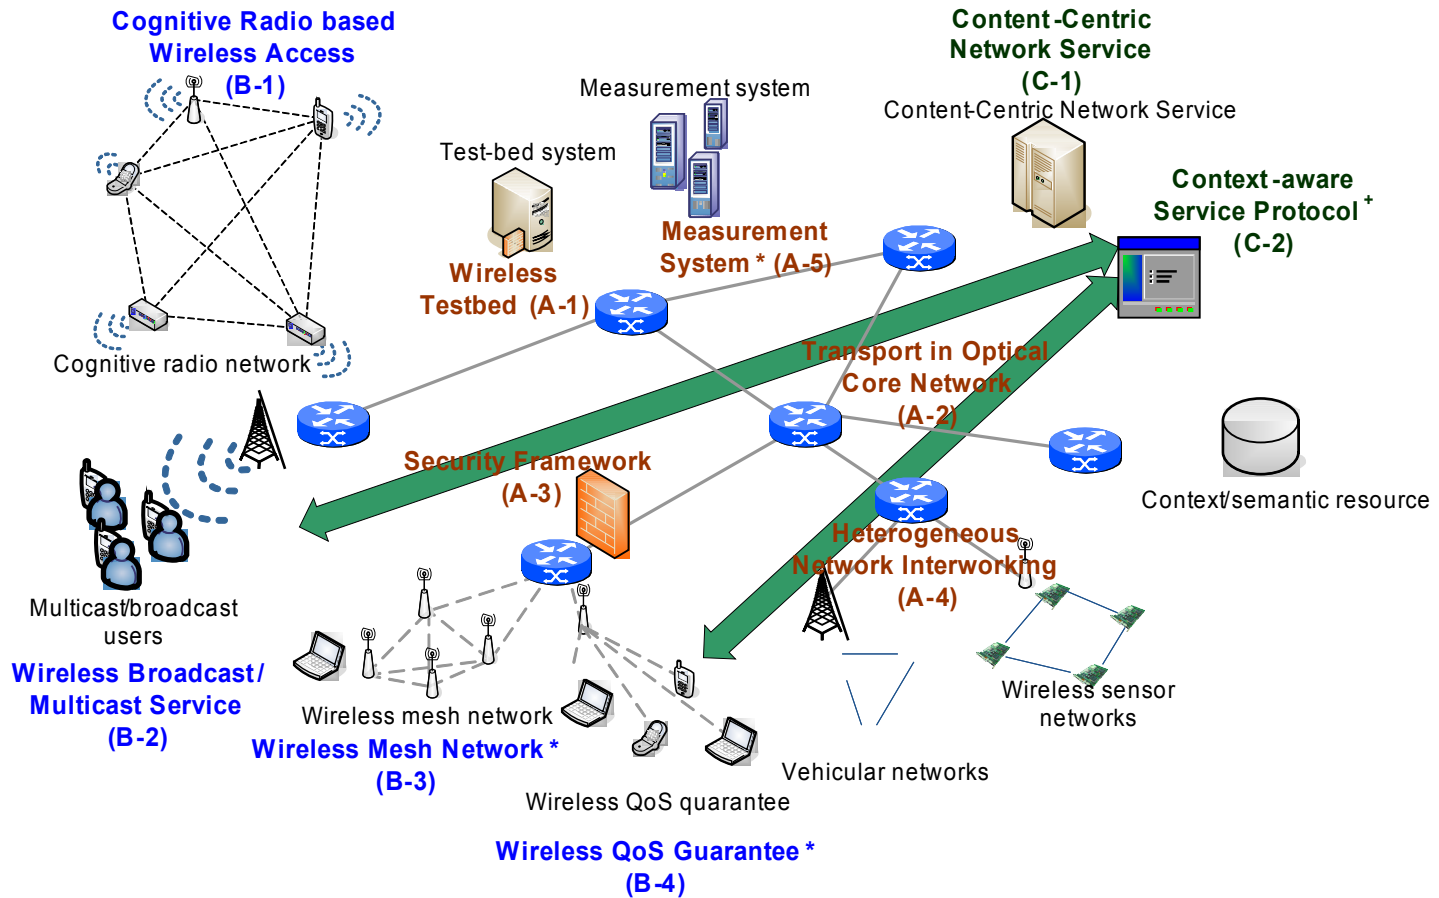 Cognitive Radio based
Wireless Access
(B-1)
Content-Centric
Network Service
(C-1)
Measurement system
Content-Centric Network Service
Test-bed system
Context-aware
Service Protocol +
(C-2)
Measurement
System * (A-5)
Wireless
Testbed (A-1)
Cognitive radio network
Transport in Optical
Core Network
(A-2)
Security Framework
(A-3)
Context/semantic resource
Heterogeneous
Network Interworking
(A-4)
Multicast/broadcast
users
Wireless Broadcast/
Multicast Service
(B-2)
Wireless sensor
networks
Wireless mesh network
Wireless Mesh Network *
(B-3)
Vehicular networks
Wireless QoS quarantee
Wireless QoS Guarantee *
(B-4)